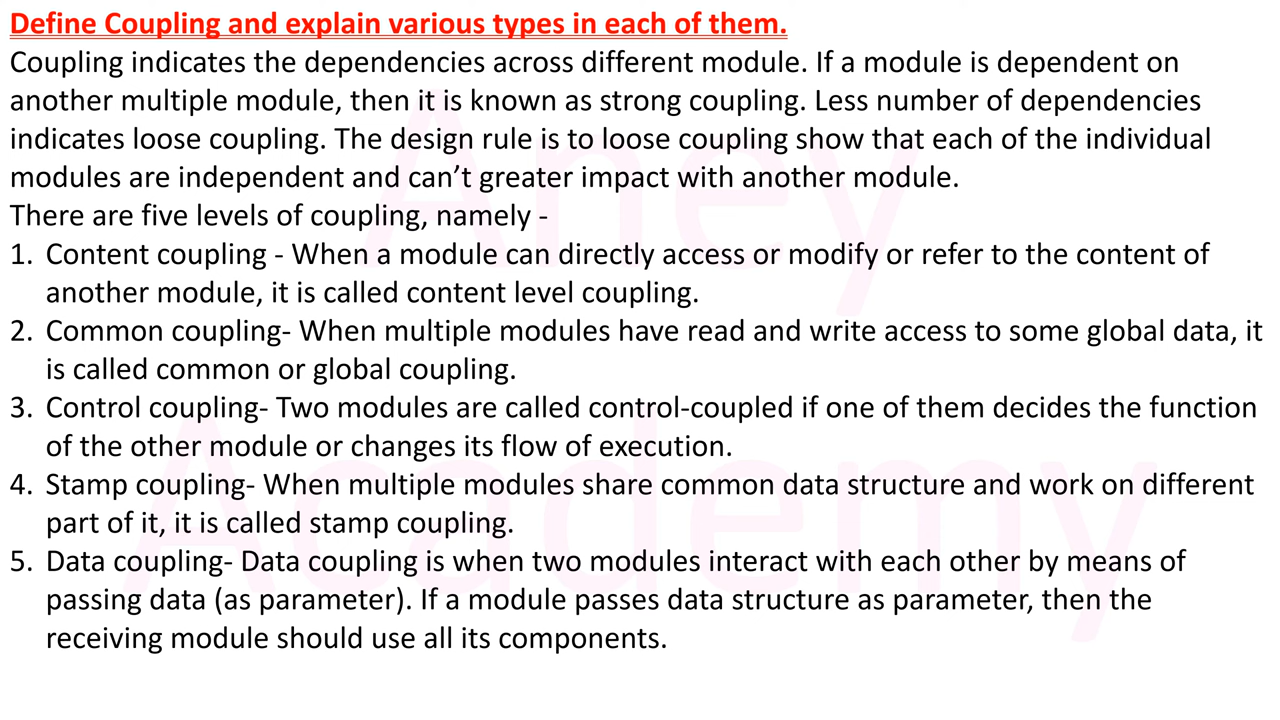 Define Coupling and explain various types in each of them.
Coupling indicates the dependencies across different module. If a module is dependent on
another multiple module, then it is known as strong coupling. Less number of dependencies
indicates loose coupling. The design rule is to loose coupling show that each of the individual
modules are independent and can’t greater impact with another module.
There are five levels of coupling, namely -
1. Content coupling - When a module can directly access or modify or refer to the content of
another module, it is called content level coupling.
2. Common coupling- When multiple modules have read and write access to some global data, it
is called common or global coupling.
3. Control coupling- Two modules are called control-coupled if one of them decides the function
of the other module or changes its flow of execution.
4. Stamp coupling- When multiple modules share common data structure and work on different
part of it, it is called stamp coupling.
5. Data coupling- Data coupling is when two modules interact with each other by means of
passing data (as parameter). If a module passes data structure as parameter, then the
receiving module should use all its components.
Aney
Academy